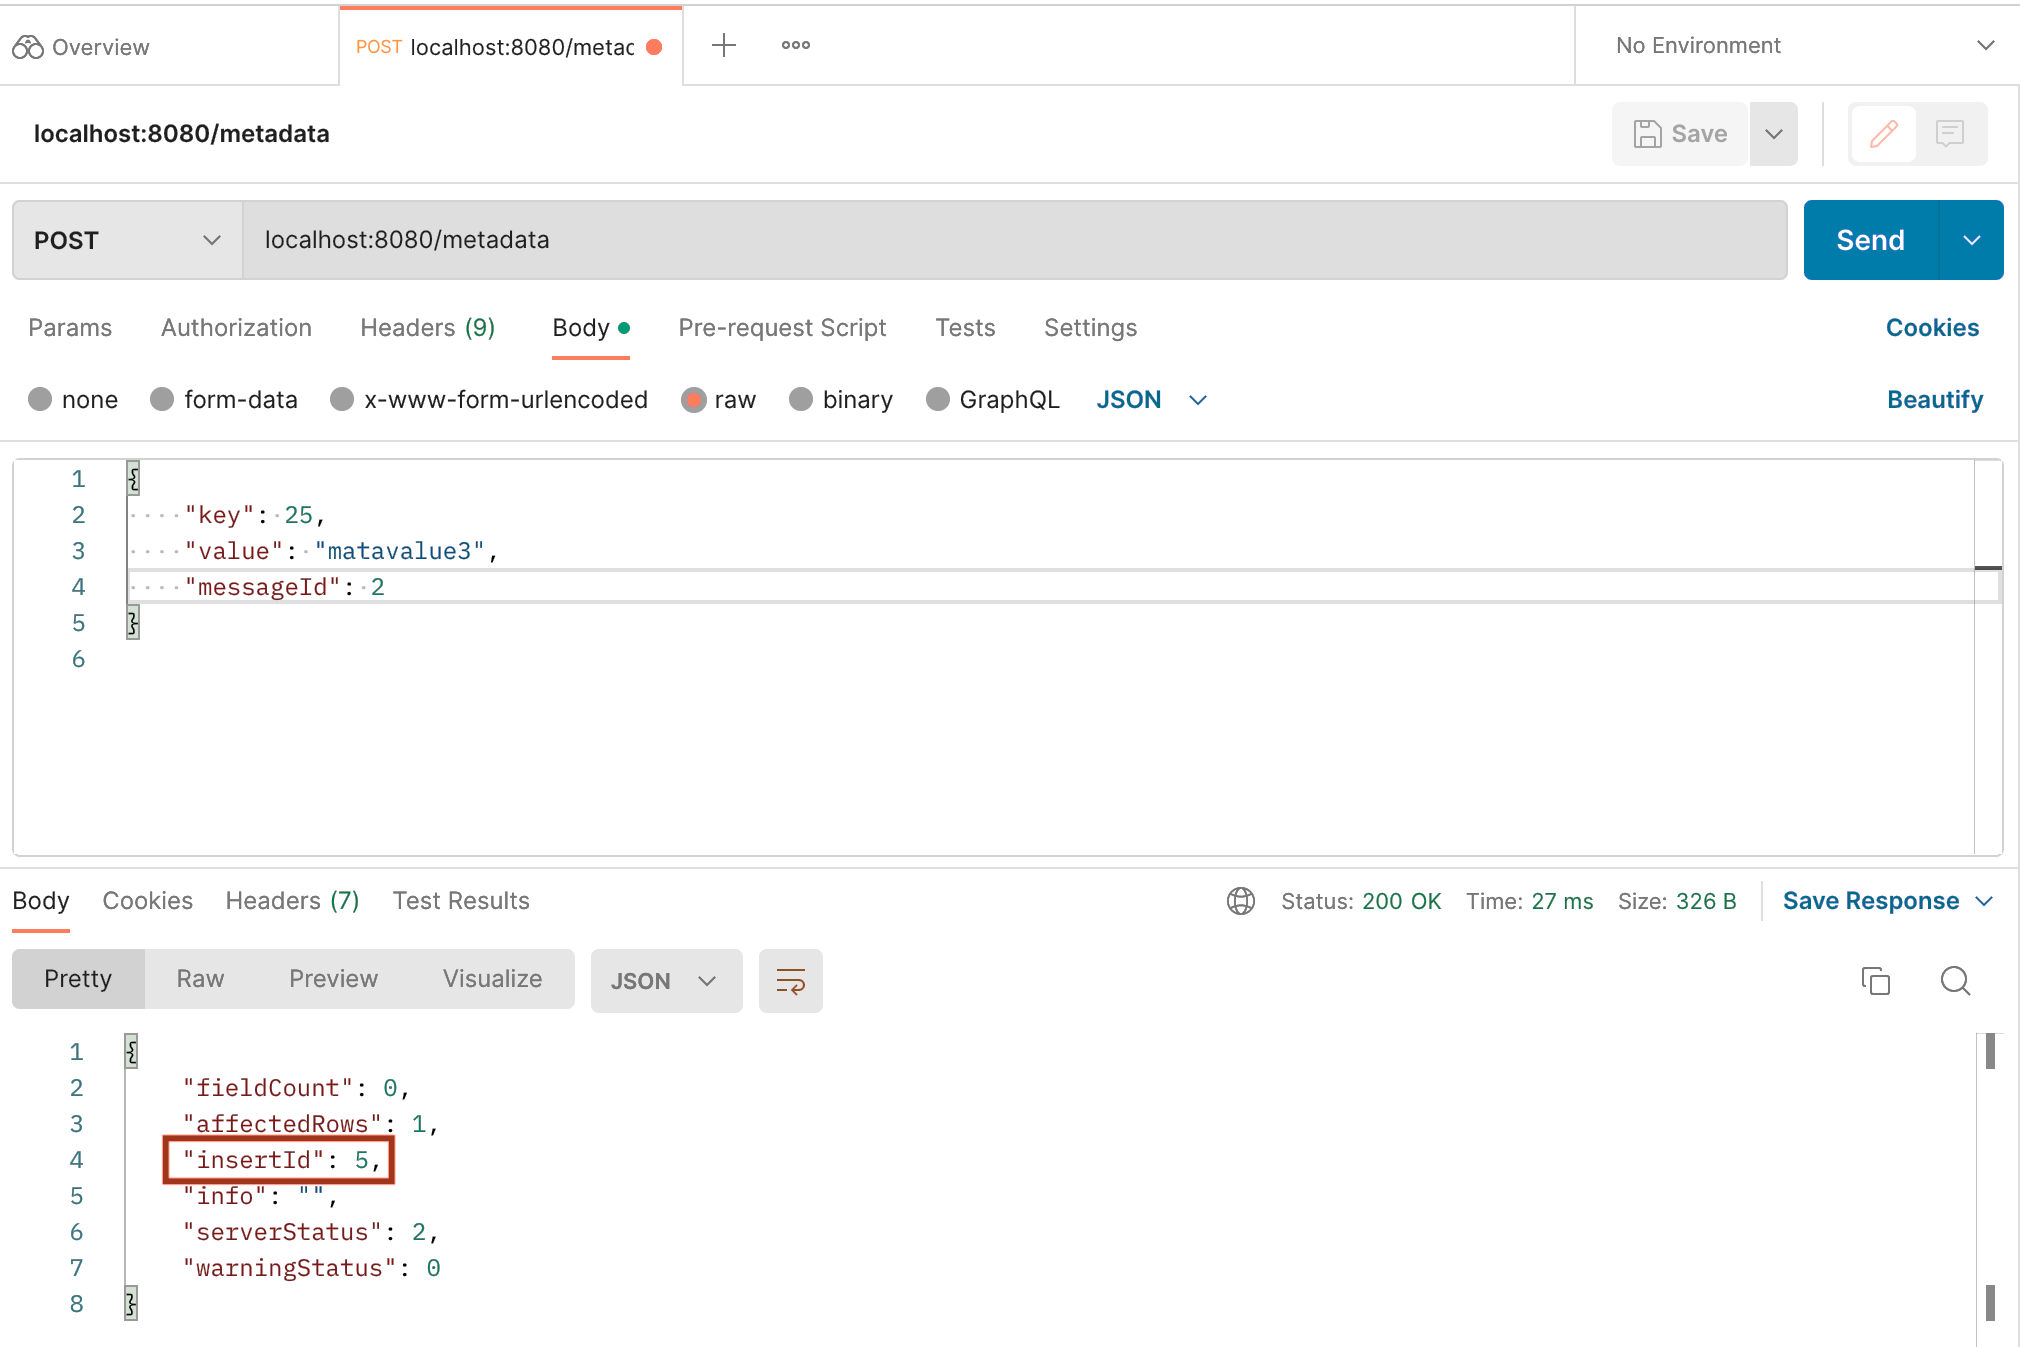 Overview
POST localhost:8080/metac
No Environment
localhost:8080/metadata
Save
POST localhost:8080/metadata Send
Params Authorization Headers (9) Body Pre-request Script Tests Settings Cookies
none form-data x-www-form-urlencoded raw binary GraphQL JSON Beautify
1 {
2 "key": 25,
3 "value": "matavalue3",
4 "messageId": 2
5 }
6
Body Cookies Headers (7) Test Results Status: 200 OK Time: 27 ms Size: 326 B Save Response
Pretty Raw Preview Visualize JSON
1 {
2 "fieldCount": 0,
3 "affectedRows": 1,
4 "insertId": 5,
5 "info": "",
6 "serverStatus": 2,
7 "warningStatus": 0
8 }